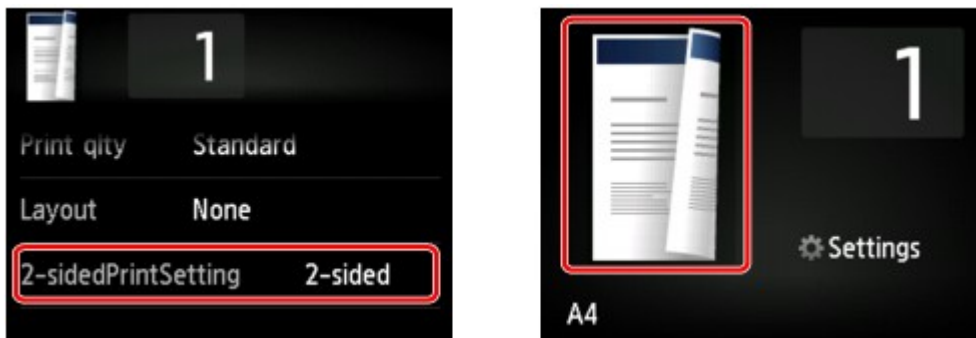 1
Print qlty Standard
Layout None
2-sidedPrintSetting 2-sided
1
Settings
A4